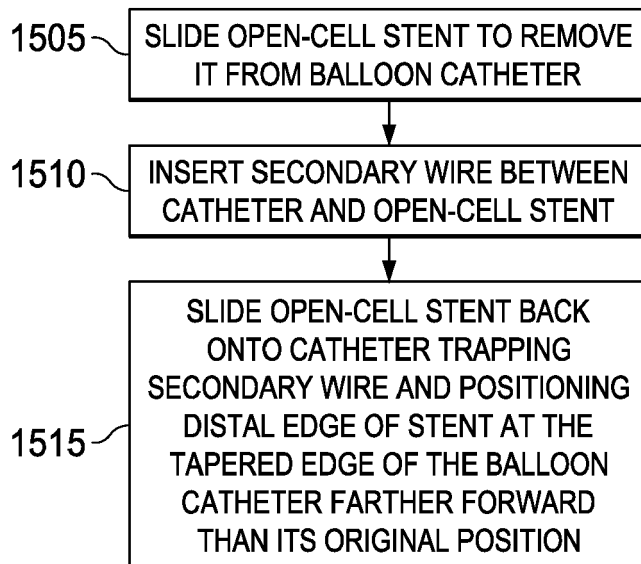 1505
SLIDE OPEN-CELL STENT TO REMOVE
IT FROM BALLOON CATHETER
1510
INSERT SECONDARY WIRE BETWEEN
CATHETER AND OPEN-CELL STENT
1515
SLIDE OPEN-CELL STENT BACK
ONTO CATHETER TRAPPING
SECONDARY WIRE AND POSITIONING
DISTAL EDGE OF STENT AT THE
TAPERED EDGE OF THE BALLOON
CATHETER FARTHER FORWARD
THAN ITS ORIGINAL POSITION